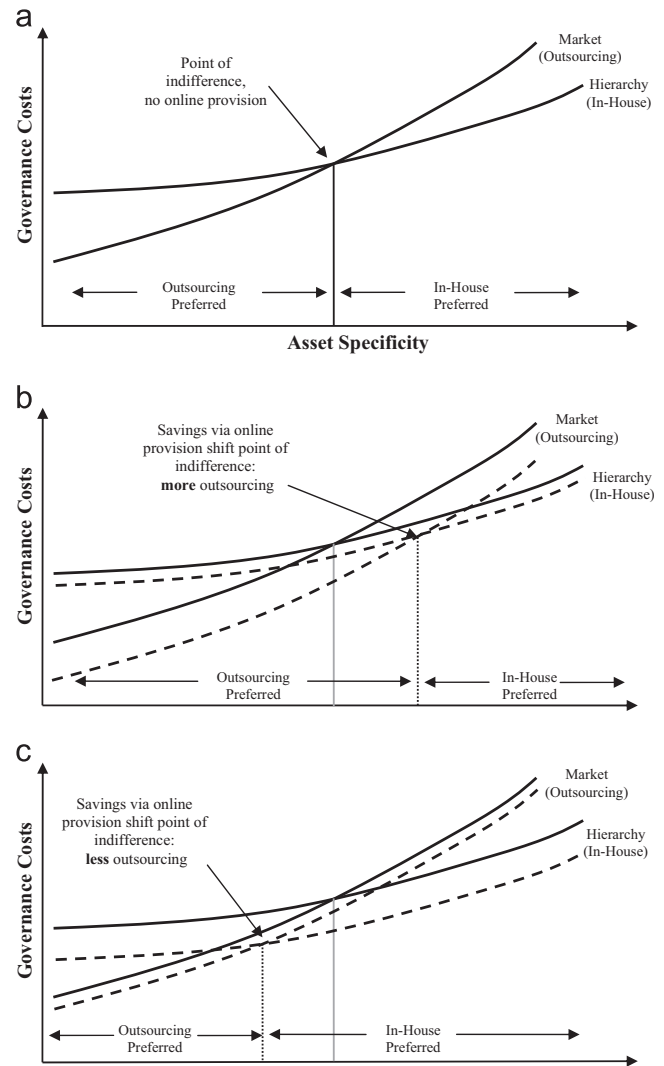 a
Market
(Outsourcing)
Point of
indifference,
no online provision
Hierarchy
(In-House)
Governance Costs
Outsourcing
Preferred
In-House
Preferred
Asset Specificity
b
Savings via online
provision shift point of
indifference:
more outsourcing
Market
(Outsourcing)
Hierarchy
(In-House)
Governance Costs
Outsourcing
Preferred
In-House
Preferred
c
Savings via online
provision shift point of
indifference:
less outsourcing
Market
(Outsourcing)
Hierarchy
(In-House)
Governance Costs
Outsourcing
Preferred
In-House
Preferred